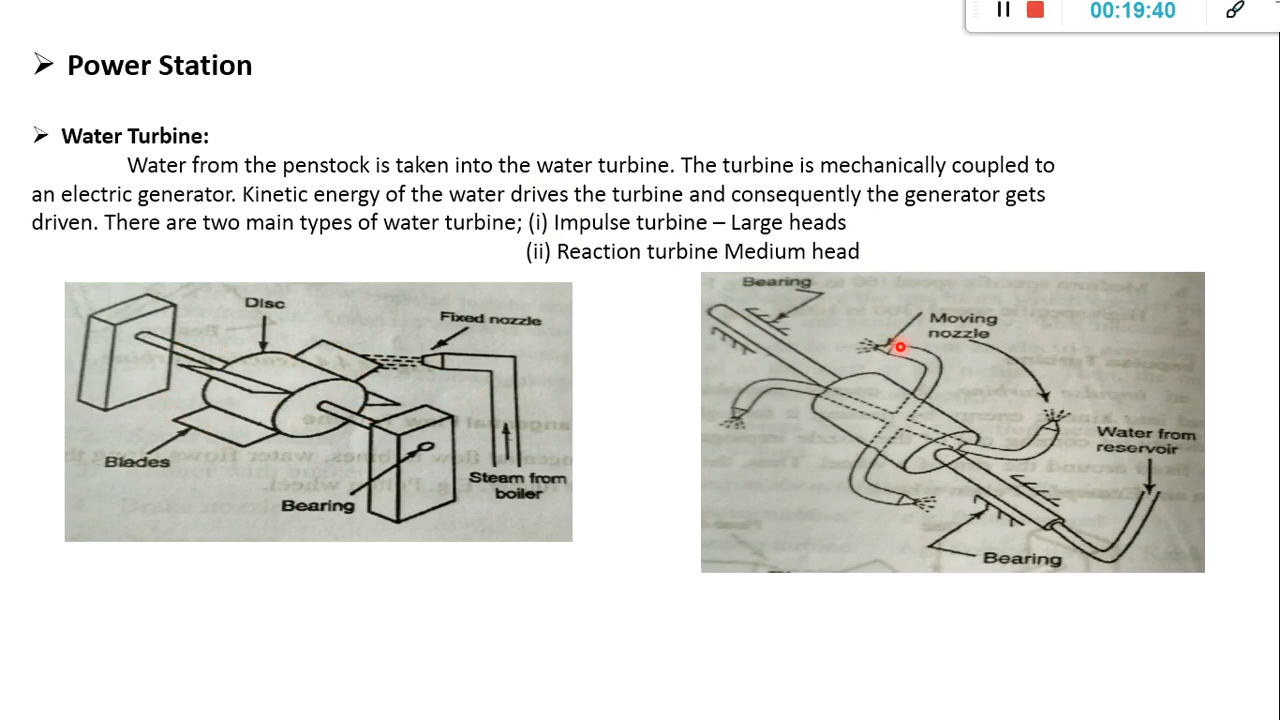 00:19:40
Power Station
Water Turbine:
Water from the penstock is taken into the water turbine. The turbine is mechanically coupled to
an electric generator. Kinetic energy of the water drives the turbine and consequently the generator gets
driven. There are two main types of water turbine; (i) Impulse turbine – Large heads
(ii) Reaction turbine Medium head
Disc
Fixed nozzle
Blades
Bearing
Steam from
boiler
Bearing
Moving
nozzle
Water from
reservoir
Bearing